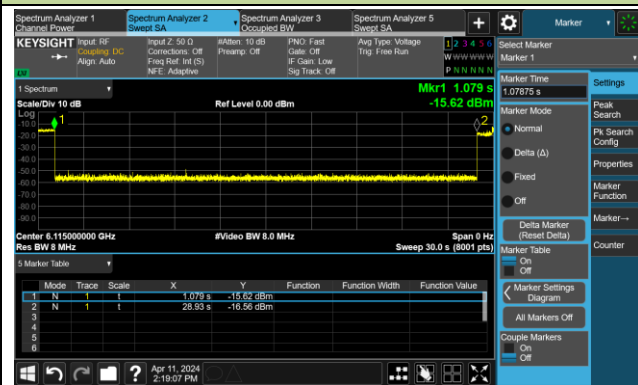 Spectrum Analyzer 1
Channel Power
Spectrum Analyzer 2
Swept SA
Spectrum Analyzer 3
Occupied BW
Spectrum Analyzer 5
Swept SA
+
Marker
KEYSIGHT
Input: RF
Coupling: DC
Align: Auto
Input Z: 50 Ω
Corrections: Off
Freq Ref: Int (S)
NFE: Adaptive
#Atten: 10 dB
Preamp: Off
PNO: Fast
Gate: Off
IF Gain: Low
Sig Track: Off
Avg Type: Voltage
Trig: Free Run
1 2 3 4 5 6
W W W W W W
P N N N N N
Select Marker
Marker 1
1 Spectrum
Scale/Div 10 dB
Ref Level 0.00 dBm
Mkr1 1.079 s
-15.62 dBm
Log
-10.0
-20.0
-30.0
-40.0
-50.0
-60.0
-70.0
-80.0
-90.0
1
2
Center 6.115000000 GHz
#Video BW 8.0 MHz
Span 0 Hz
Res BW 8 MHz
Sweep 30.0 s (8001 pts)
5 Marker Table
Mode Trace Scale X Y Function Function Width Function Value
1 N 1 t 1.079 s -15.62 dBm
2 N 1 t 28.93 s -16.56 dBm
3
4
5
6
Marker Time
1.07875 s
Marker Mode
Normal
Delta (Δ)
Fixed
Off
Delta Marker
(Reset Delta)
Marker Table
On
Off
Marker Settings
Diagram
All Markers Off
Couple Markers
On
Off
Settings
Peak
Search
Pk Search
Config
Properties
Marker
Function
Marker→
Counter
?
Apr 11, 2024
2:19:07 PM